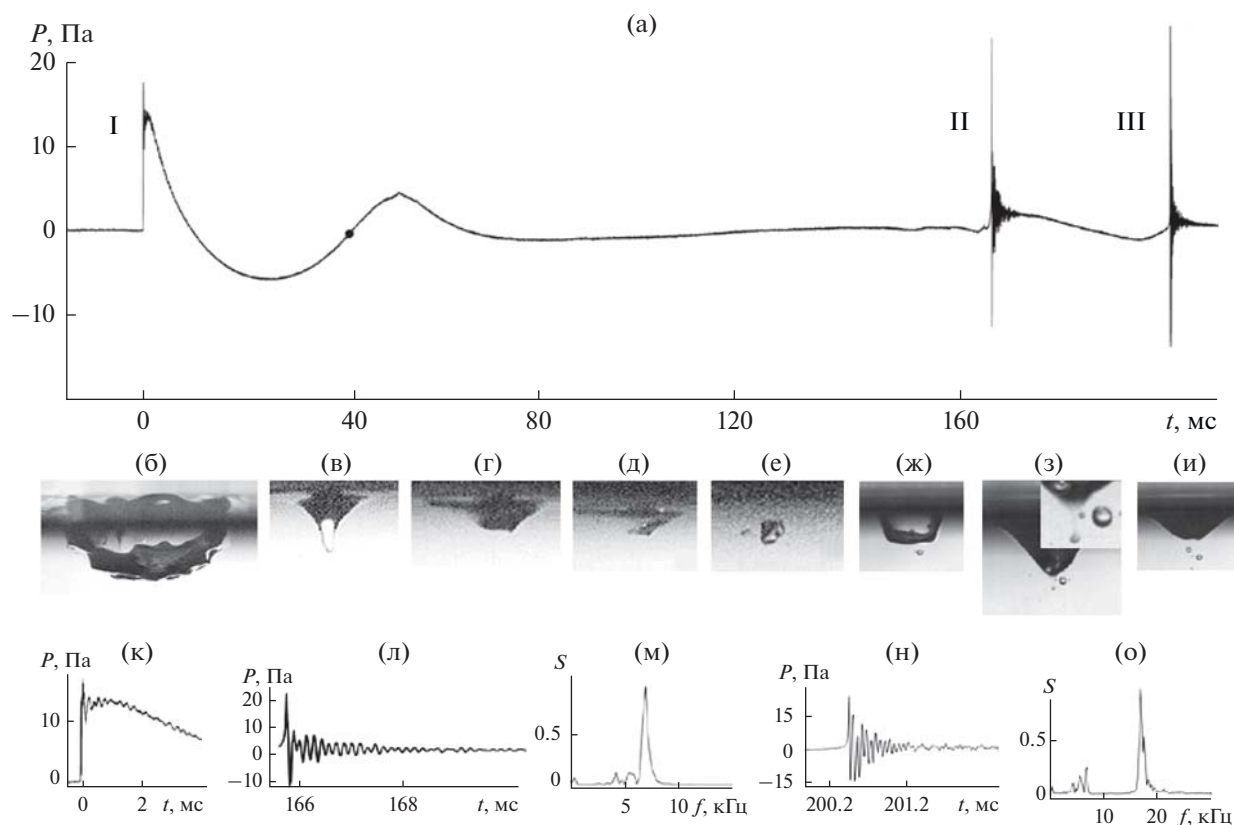 (а)
P, Па
20
10
0
−10
I
II
III
0
40
80
120
160
t, мс
(б)
(в)
(г)
(д)
(е)
(ж)
(з)
(и)
(к)
P, Па
10
0
0
2
t, мс
(л)
P, Па
20
10
0
−10
166
168
t, мс
(м)
S
0.5
0
5
10
f, кГц
(н)
P, Па
15
0
−15
200.2
201.2
t, мс
(о)
S
0.5
0
10
20
f, кГц